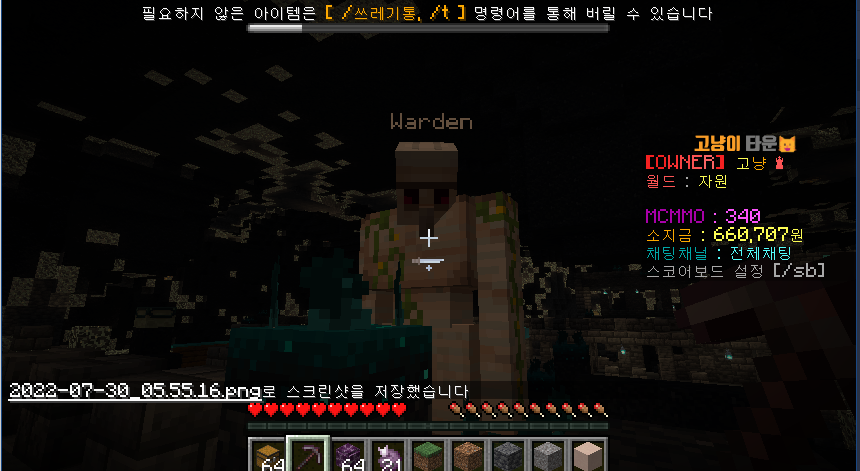 필요하지 않은 아이템은 [ /쓰레기통, /t ] 명령어를 통해 버릴 수 있습니다
Warden
고냥이 타운
[OWNER] 고냥
월드 : 자원
MCMMO : 340
소지금 : 660,707원
채팅채널 : 전체채팅
스코어보드 설정 [/sb]
2022-07-30_05.55.16.png로 스크린샷을 저장했습니다
64 64 21